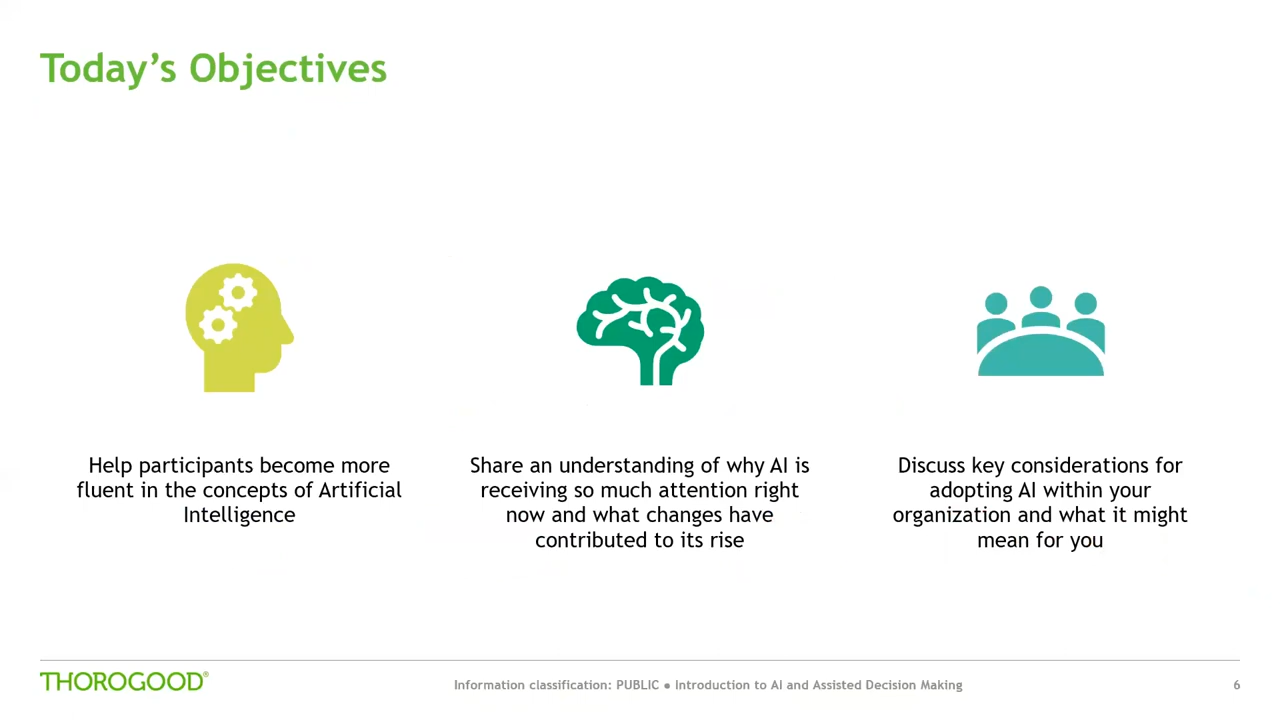 Today’s Objectives
Help participants become more
fluent in the concepts of Artificial
Intelligence
Share an understanding of why AI is
receiving so much attention right
now and what changes have
contributed to its rise
Discuss key considerations for
adopting AI within your
organization and what it might
mean for you
THOROGOOD®
Information classification: PUBLIC ● Introduction to AI and Assisted Decision Making
6